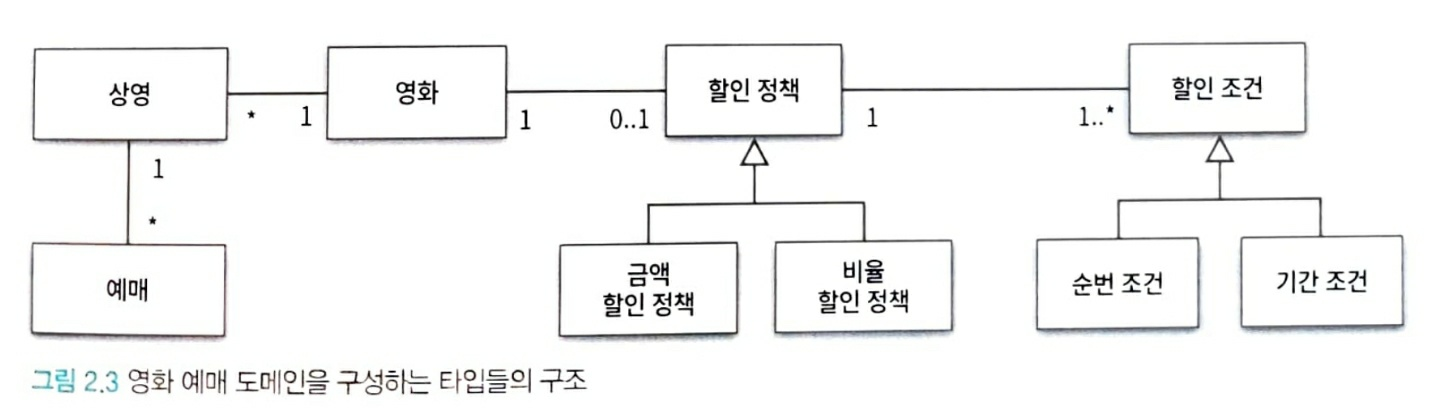 상영
*
1
영화
1
0..1
할인 정책
1
1..*
할인 조건
1
*
예매
금액
할인 정책
비율
할인 정책
순번 조건
기간 조건
그림 2.3 영화 예매 도메인을 구성하는 타입들의 구조